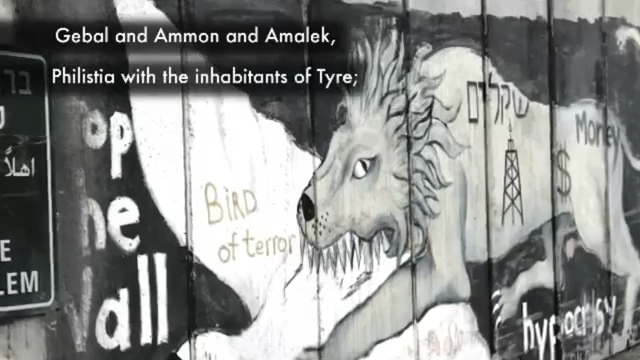 Gebal and Ammon and Amalek,
Philistia with the inhabitants of Tyre;
اهلاً
E
LEM
op
he
all
BiRD
of terror
שקלים
$
Money
hypocrisy